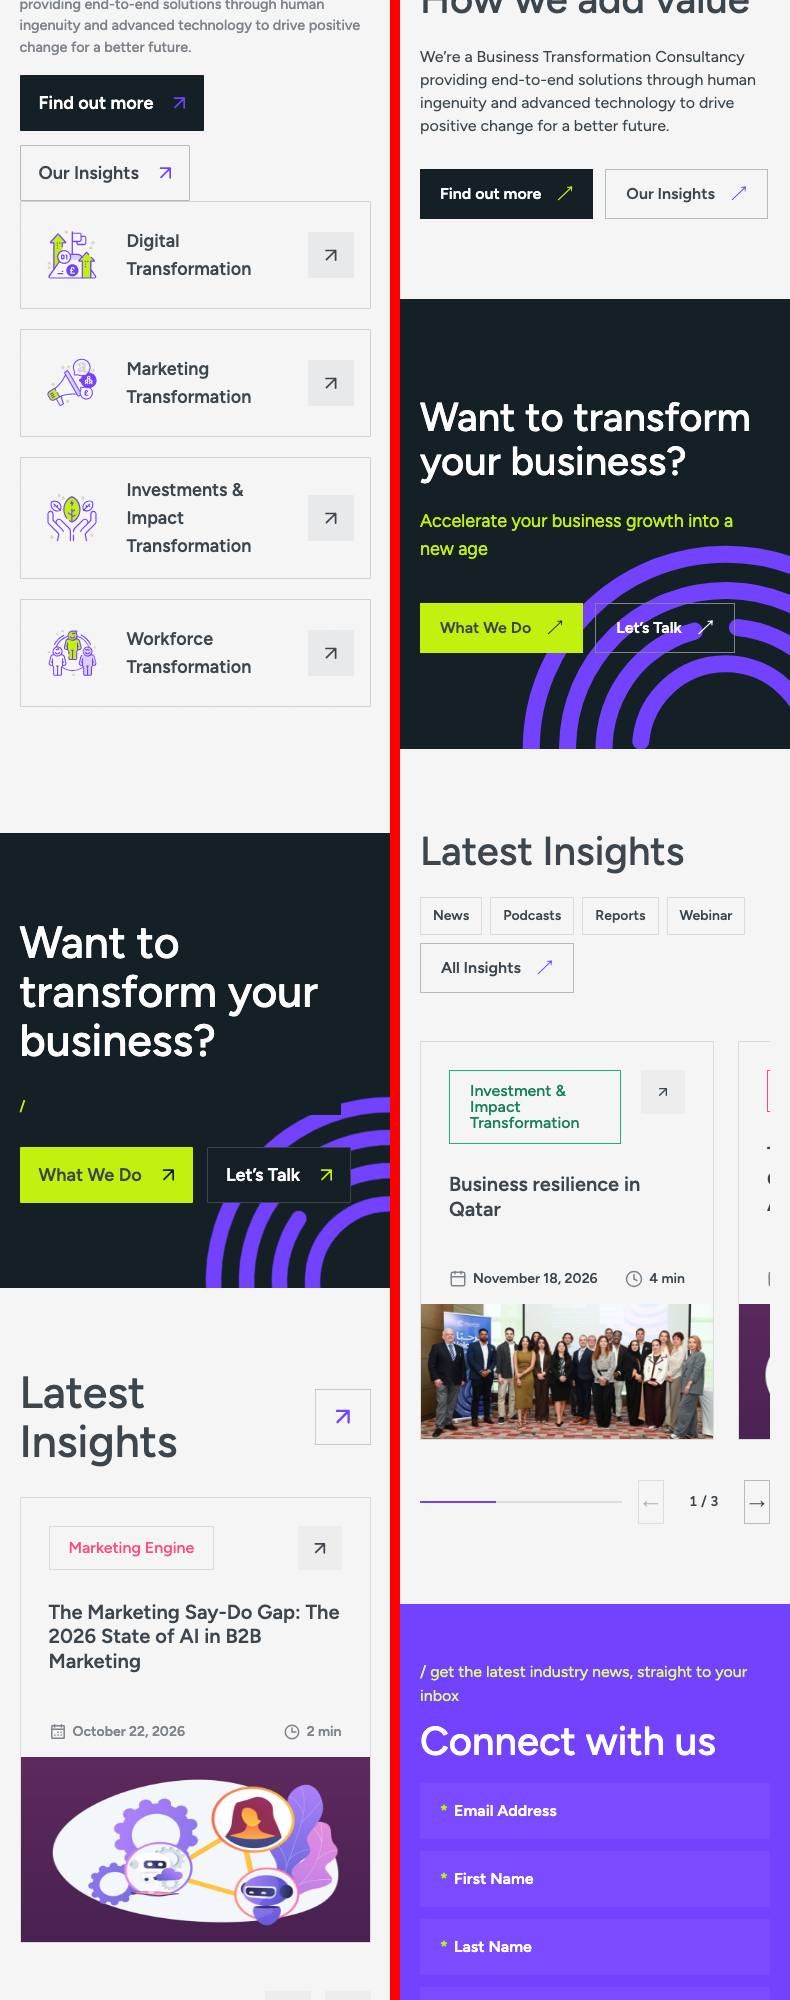 providing end-to-end solutions through human
ingenuity and advanced technology to drive positive
change for a better future.
Find out more
Our Insights
Digital
Transformation
Marketing
Transformation
Investments &
Impact
Transformation
Workforce
Transformation
Want to
transform your
business?
/
What We Do
Let's Talk
Latest
Insights
Marketing Engine
The Marketing Say-Do Gap: The
2026 State of AI in B2B
Marketing
October 22, 2026
2 min
How we add value
We're a Business Transformation Consultancy
providing end-to-end solutions through human
ingenuity and advanced technology to drive
positive change for a better future.
Find out more
Our Insights
Want to transform
your business?
Accelerate your business growth into a
new age
What We Do
Let's Talk
Latest Insights
News
Podcasts
Reports
Webinar
All Insights
Investment &
Impact
Transformation
Business resilience in
Qatar
November 18, 2026
4 min
1 / 3
/ get the latest industry news, straight to your
inbox
Connect with us
* Email Address
* First Name
* Last Name